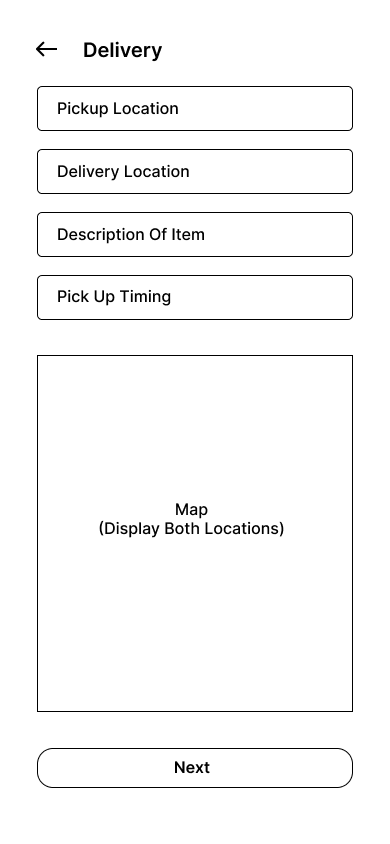 Delivery
Pickup Location
Delivery Location
Description Of Item
Pick Up Timing
Map
(Display Both Locations)
Next